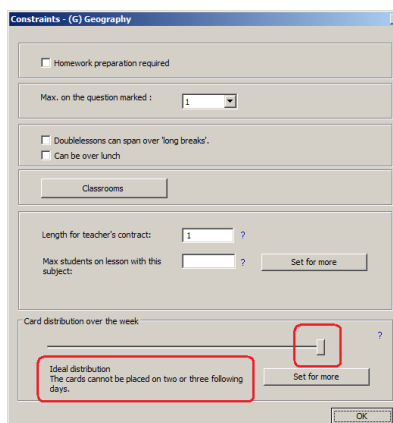 Constraints - (G) Geography
Homework preparation required
Max. on the question marked :
1
Doublelessons can span over 'long breaks'.
Can be over lunch
Classrooms
Length for teacher's contract:
1
?
Max students on lesson with this
subject:
?
Set for more
Card distribution over the week
?
Ideal distribution
The cards cannot be placed on two or three following
days.
Set for more
OK